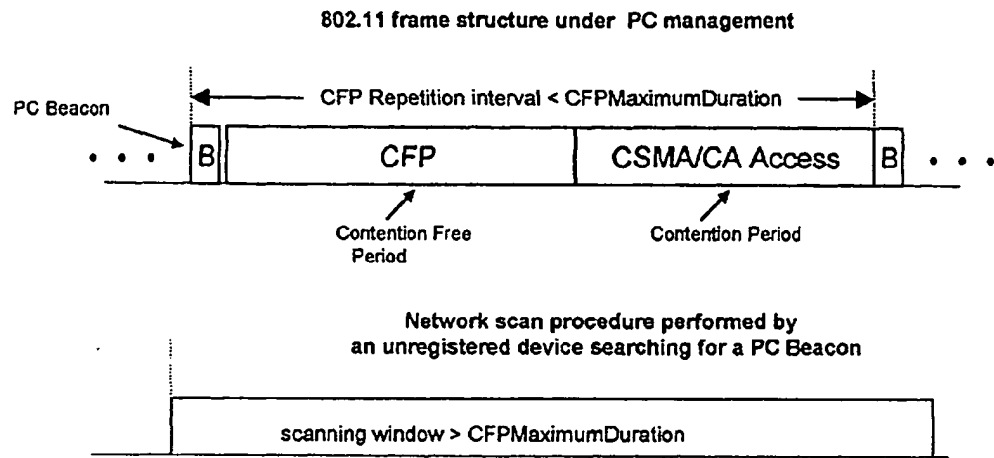 802.11 frame structure under PC management
CFP Repetition interval < CFPMaximumDuration
PC Beacon
B
CFP
CSMA/CA Access
B
Contention Free
Period
Contention Period
Network scan procedure performed by
an unregistered device searching for a PC Beacon
scanning window > CFPMaximumDuration